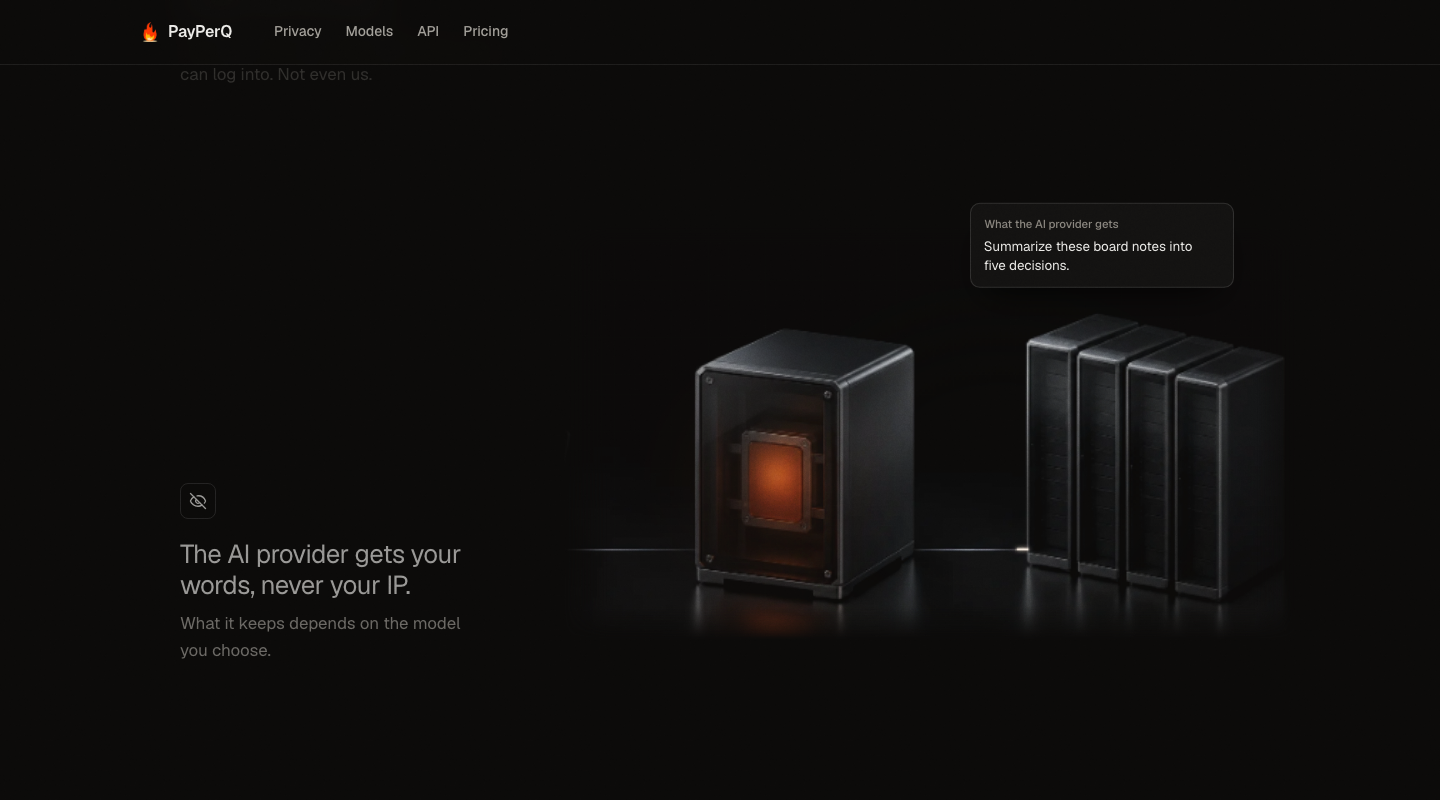 PayPerQ
Privacy
Models
API
Pricing
can log into. Not even us.
What the AI provider gets
Summarize these board notes into
five decisions.
The AI provider gets your
words, never your IP.
What it keeps depends on the model
you choose.